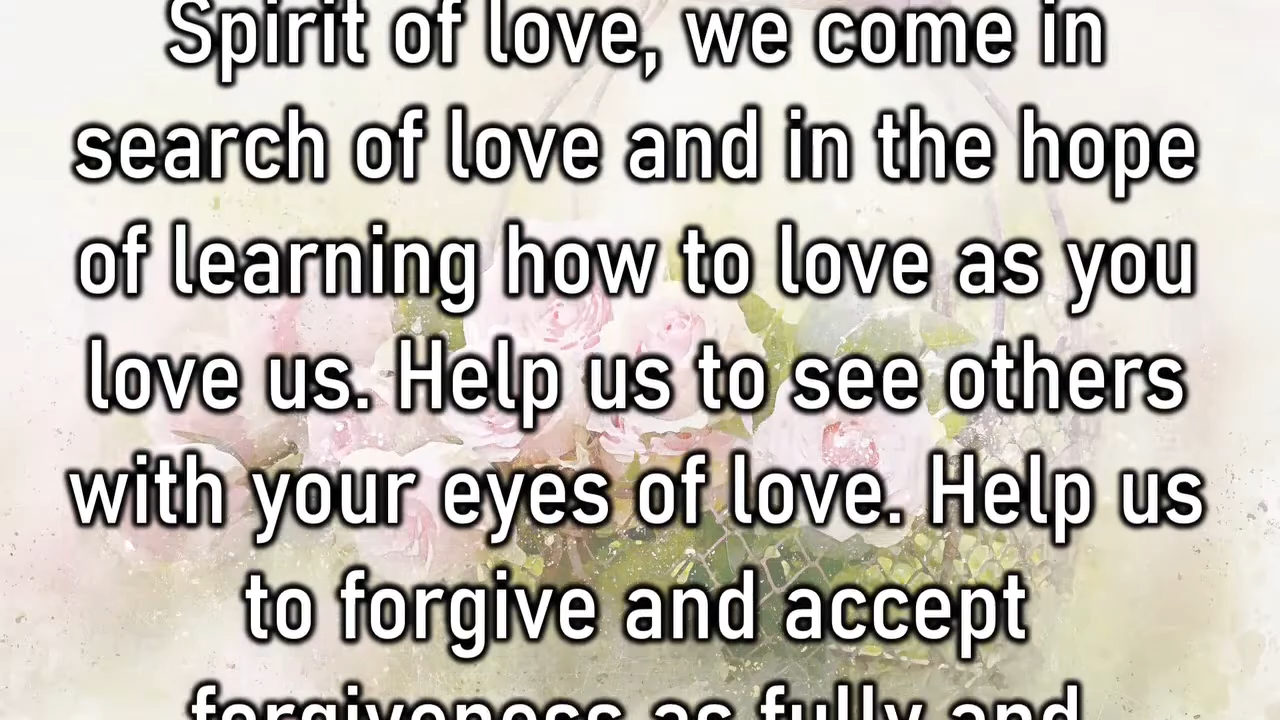 Spirit of love, we come in
search of love and in the hope
of learning how to love as you
love us. Help us to see others
with your eyes of love. Help us
to forgive and accept
forgiveness as fully and